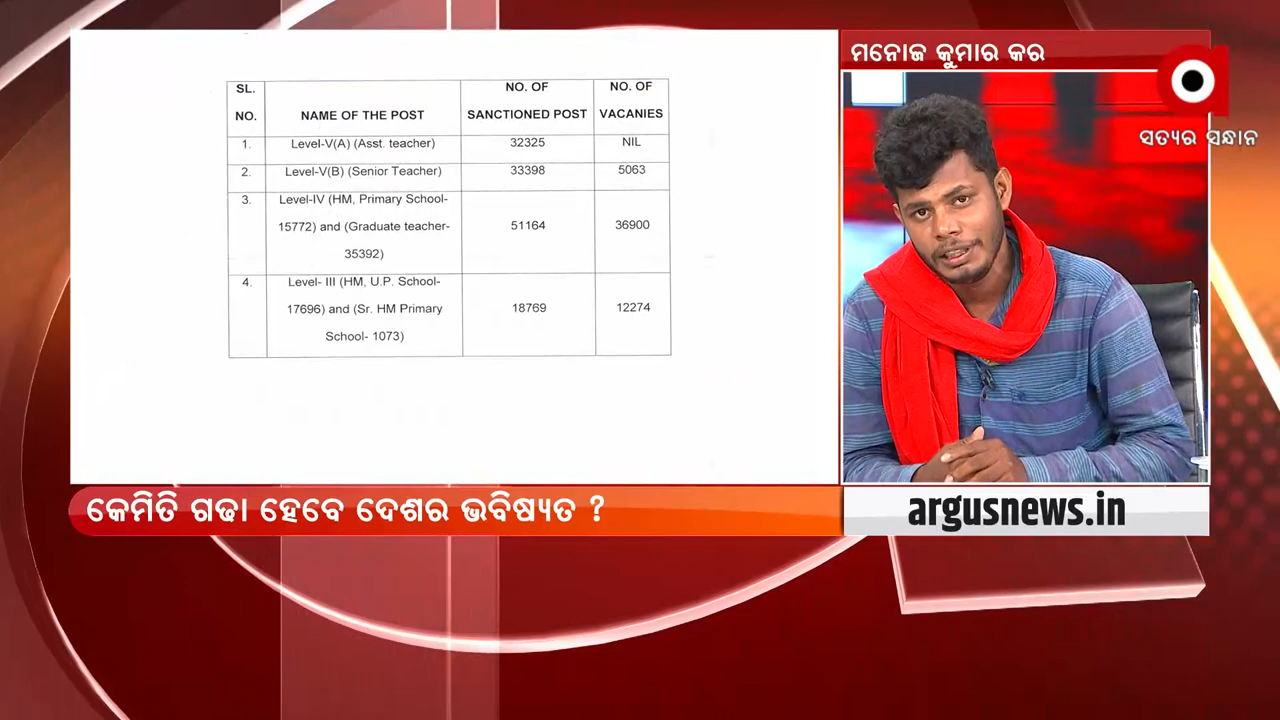 SL. NO. NAME OF THE POST NO. OF SANCTIONED POST NO. OF VACANIES
1. Level-V(A) (Asst. teacher) 32325 NIL
2. Level-V(B) (Senior Teacher) 33398 5063
3. Level-IV (HM, Primary School-
15772) and (Graduate teacher- 51164 36900
35392)
4. Level- III (HM, U.P. School-
17696) and (Sr. HM Primary 18769 12274
School- 1073)
ମନୋଜ କୁମାର କର
ସତ୍ୟର ସନ୍ଧାନ
କେମିତି ଗଢା ହେବେ ଦେଶର ଭବିଷ୍ୟତ ?
argusnews.in